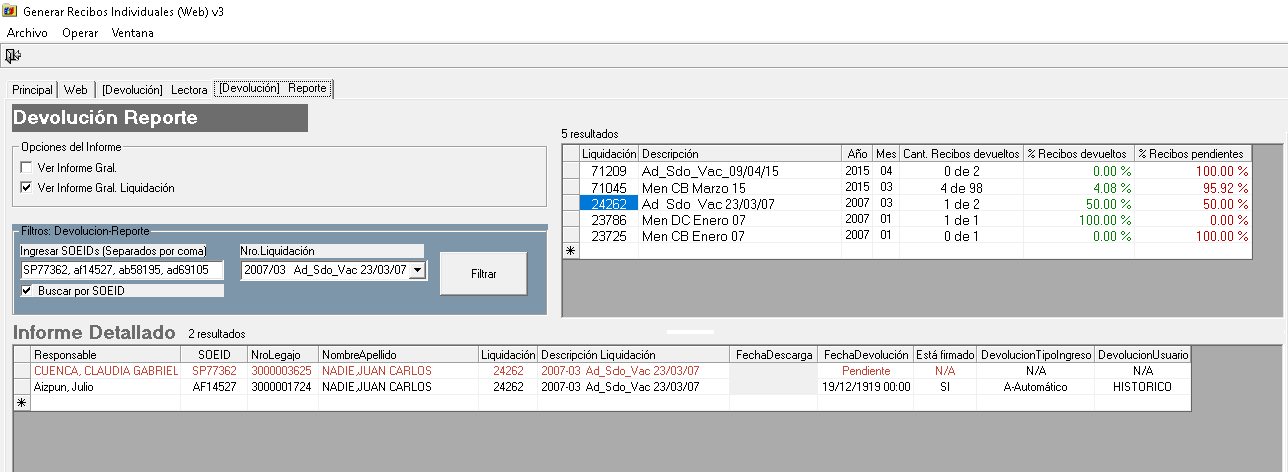 Generar Recibos Individuales (Web) v3
Archivo Operar Ventana
Principal Web [Devolución] Lectora [Devolución] Reporte
Devolución Reporte
Opciones del Informe
Ver Informe Gral.
Ver Informe Gral. Liquidación
Filtros: Devolucion-Reporte
Ingresar SOEIDs (Separados por coma) Nro.Liquidación
SP77362, af14527, ab58195, ad69105 2007/03 Ad_Sdo_Vac 23/03/07 Filtrar
Buscar por SOEID
5 resultados
Liquidación Descripción Año Mes Cant. Recibos devueltos % Recibos devueltos % Recibos pendientes
71209 Ad_Sdo_Vac_09/04/15 2015 04 0 de 2 0.00 % 100.00 %
71045 Men CB Marzo 15 2015 03 4 de 98 4.08 % 95.92 %
24262 Ad_Sdo_Vac 23/03/07 2007 03 1 de 2 50.00 % 50.00 %
23786 Men DC Enero 07 2007 01 1 de 1 100.00 % 0.00 %
23725 Men CB Enero 07 2007 01 0 de 1 0.00 % 100.00 %
Informe Detallado 2 resultados
Responsable SOEID NroLegajo NombreApellido Liquidación Descripción Liquidación FechaDescarga FechaDevolución Está firmado DevolucionTipoIngreso DevolucionUsuario
CUENCA, CLAUDIA GABRIEL SP77362 3000003625 NADIE,JUAN CARLOS 24262 2007-03 Ad_Sdo_Vac 23/03/07 Pendiente N/A N/A N/A
Aizpun, Julio AF14527 3000001724 NADIE,JUAN CARLOS 24262 2007-03 Ad_Sdo_Vac 23/03/07 19/12/1919 00:00 SI A-Automático HISTORICO